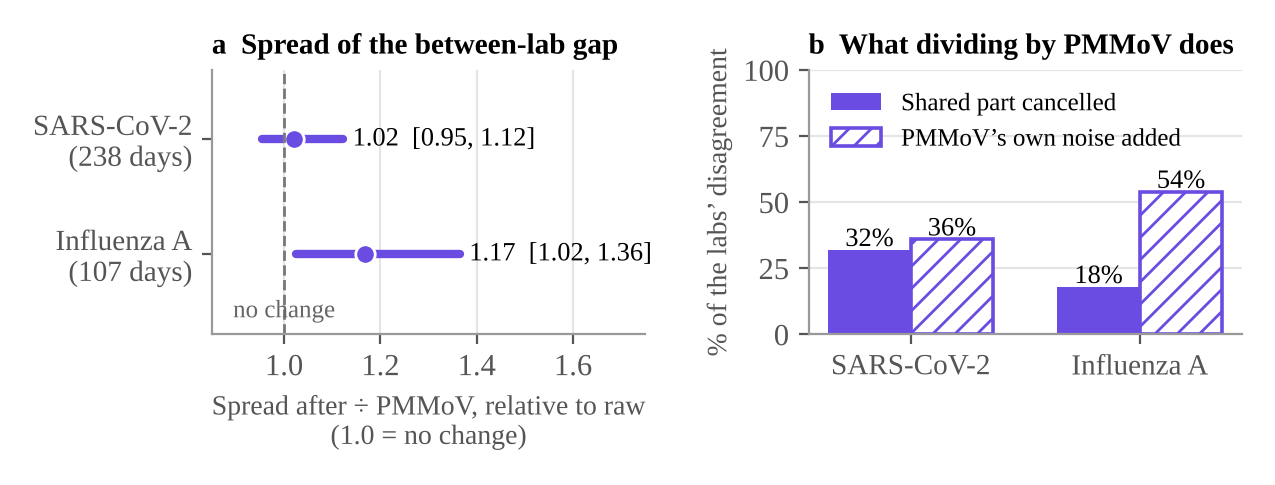 a Spread of the between-lab gap
SARS-CoV-2
(238 days)
1.02 [0.95, 1.12]
Influenza A
(107 days)
1.17 [1.02, 1.36]
no change
1.0 1.2 1.4 1.6
Spread after ÷ PMMoV, relative to raw
(1.0 = no change)
b What dividing by PMMoV does
% of the labs’ disagreement
100
75
50
25
0
Shared part cancelled
PMMoV’s own noise added
32% 36% 18% 54%
SARS-CoV-2 Influenza A